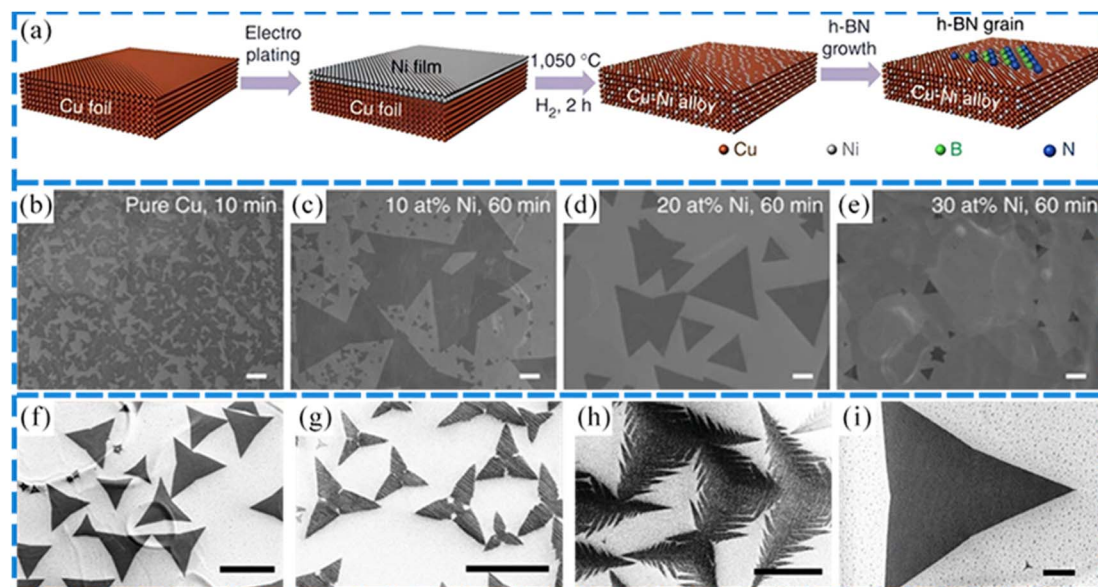 (a)
Electro
plating
1,050 °C
H₂, 2 h
h-BN
growth
h-BN grain
Cu foil
Ni film
Cu foil
Cu-Ni alloy
Cu-Ni alloy
Cu
Ni
B
N
(b)
Pure Cu, 10 min
(c)
10 at% Ni, 60 min
(d)
20 at% Ni, 60 min
(e)
30 at% Ni, 60 min
(f)
(g)
(h)
(i)